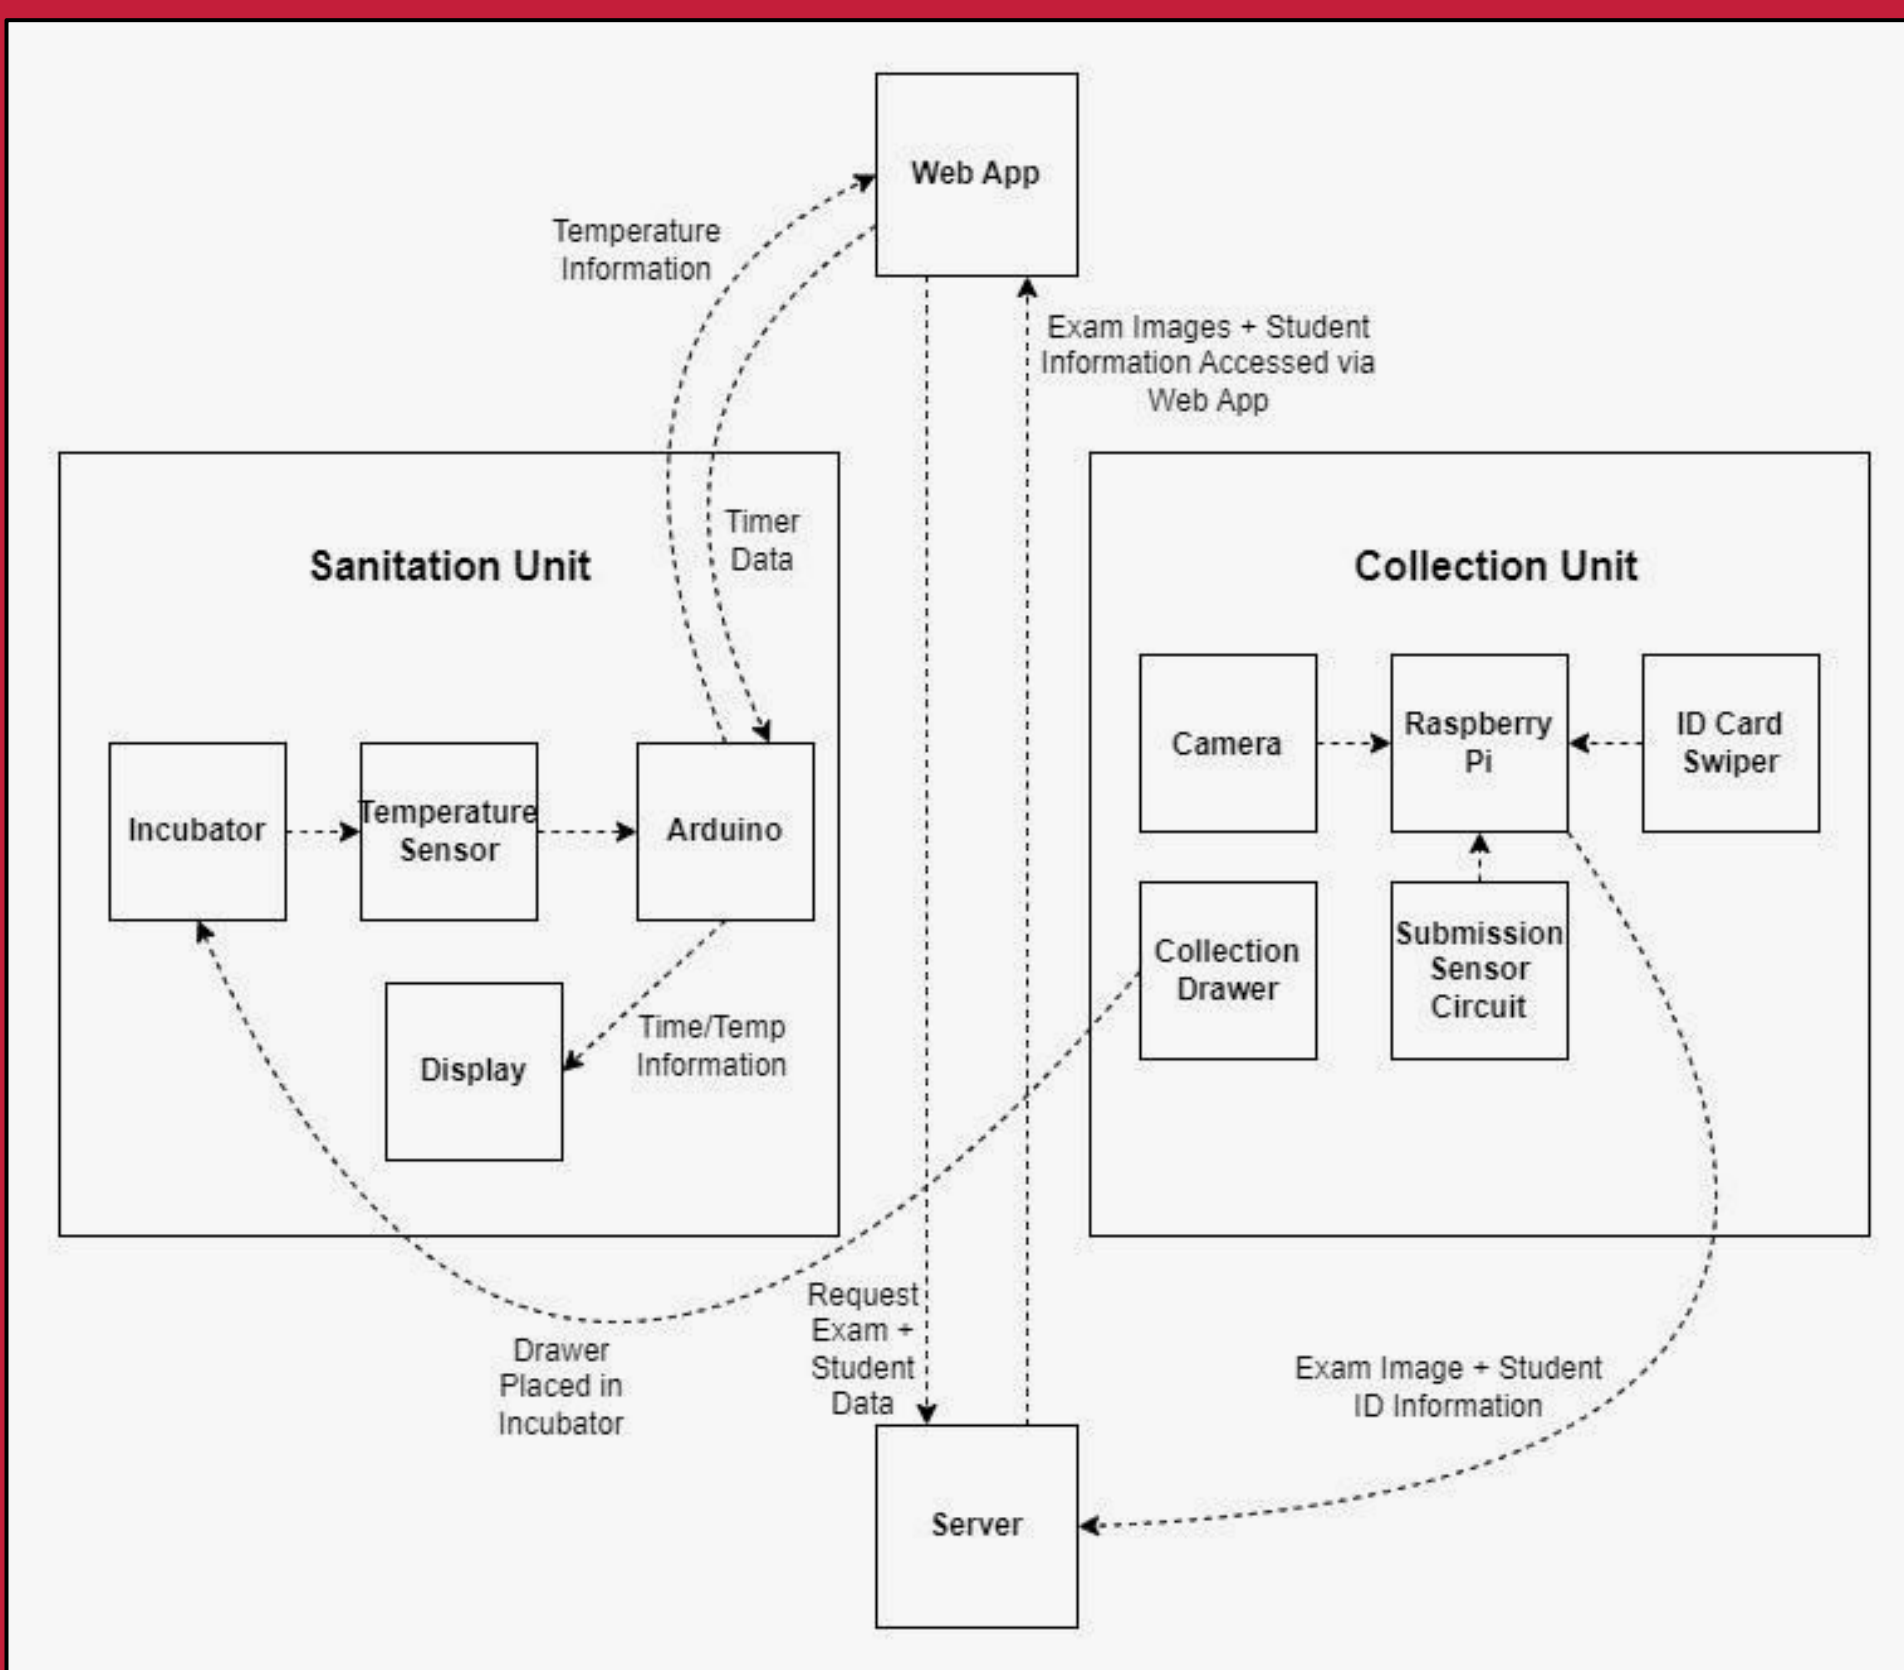 Web App
Temperature
Information
Exam Images + Student
Information Accessed via
Web App
Sanitation Unit
Timer
Data
Incubator
Temperature
Sensor
Arduino
Display
Time/Temp
Information
Collection Unit
Camera
Raspberry
Pi
ID Card
Swiper
Collection
Drawer
Submission
Sensor
Circuit
Drawer
Placed in
Incubator
Request
Exam +
Student
Data
Exam Image + Student
ID Information
Server